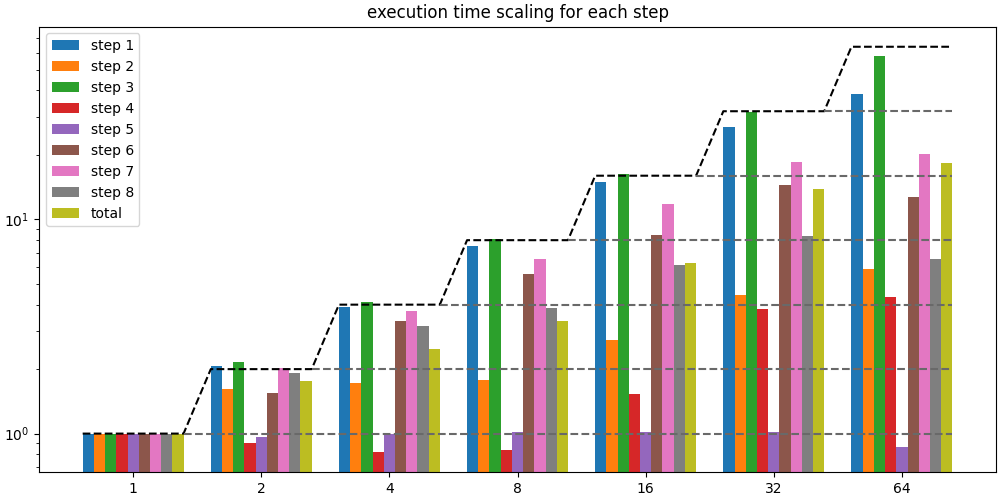 execution time scaling for each step
step 1
step 2
step 3
step 4
step 5
step 6
step 7
step 8
total
10¹
10⁰
1 2 4 8 16 32 64